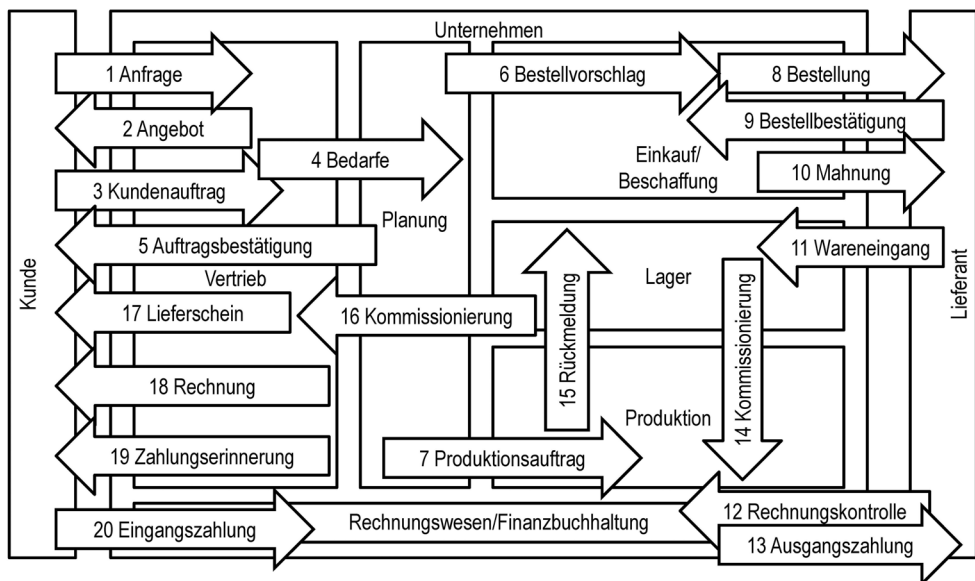 Unternehmen
1 Anfrage
6 Bestellvorschlag
8 Bestellung
2 Angebot
9 Bestellbestätigung
4 Bedarfe
Einkauf/
Beschaffung
10 Mahnung
3 Kundenauftrag
Planung
5 Auftragsbestätigung
11 Wareneingang
Kunde
Vertrieb
Lager
Lieferant
17 Lieferschein
16 Kommissionierung
15 Rückmeldung
14 Kommissionierung
18 Rechnung
Produktion
19 Zahlungserinnerung
7 Produktionsauftrag
20 Eingangszahlung
Rechnungswesen/Finanzbuchhaltung
12 Rechnungskontrolle
13 Ausgangszahlung